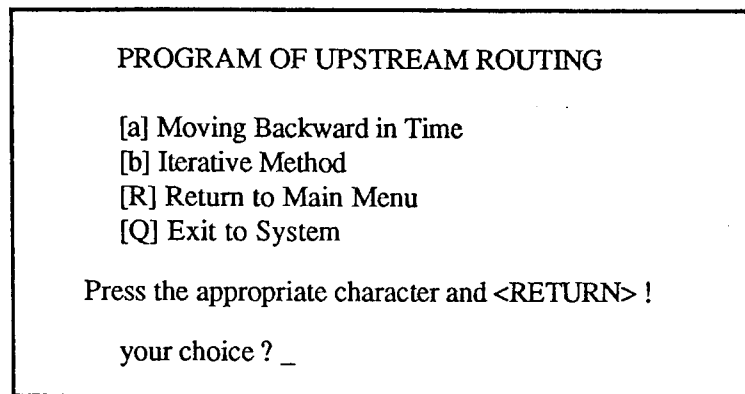 PROGRAM OF UPSTREAM ROUTING
[a] Moving Backward in Time
[b] Iterative Method
[R] Return to Main Menu
[Q] Exit to System
Press the appropriate character and <RETURN> !
your choice ? _